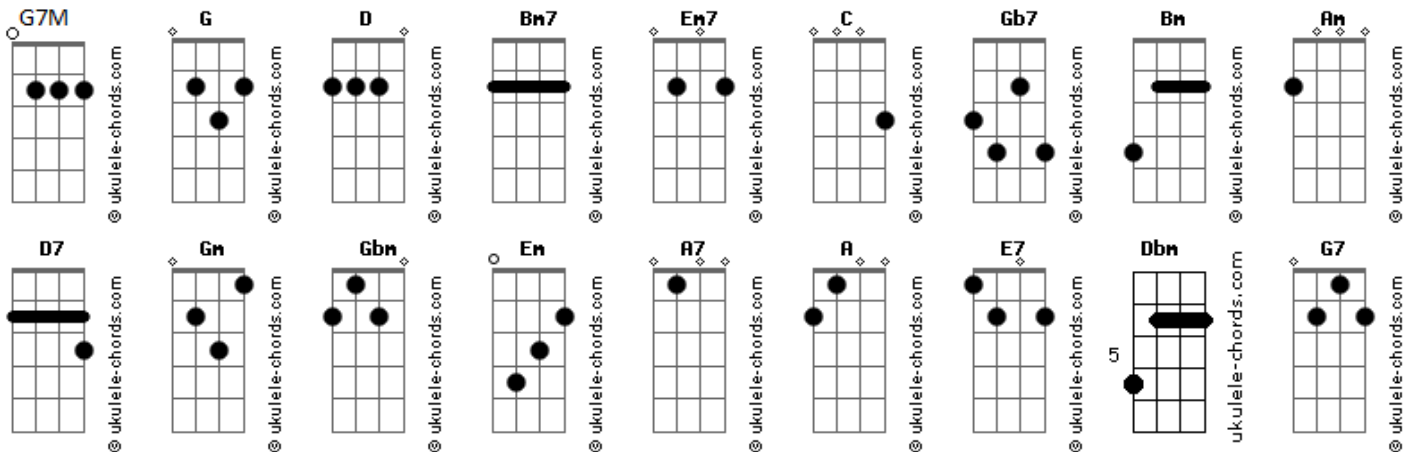 G7M G D Bm7 Em7 C Gb7 Bm Am
© ukulele-chords.com © ukulele-chords.com © ukulele-chords.com © ukulele-chords.com © ukulele-chords.com © ukulele-chords.com © ukulele-chords.com © ukulele-chords.com © ukulele-chords.com
D7 Gm Gbm Em A7 A E7 Dbm G7
5
© ukulele-chords.com © ukulele-chords.com © ukulele-chords.com © ukulele-chords.com © ukulele-chords.com © ukulele-chords.com © ukulele-chords.com ukulele-chords.com © ukulele-chords.com